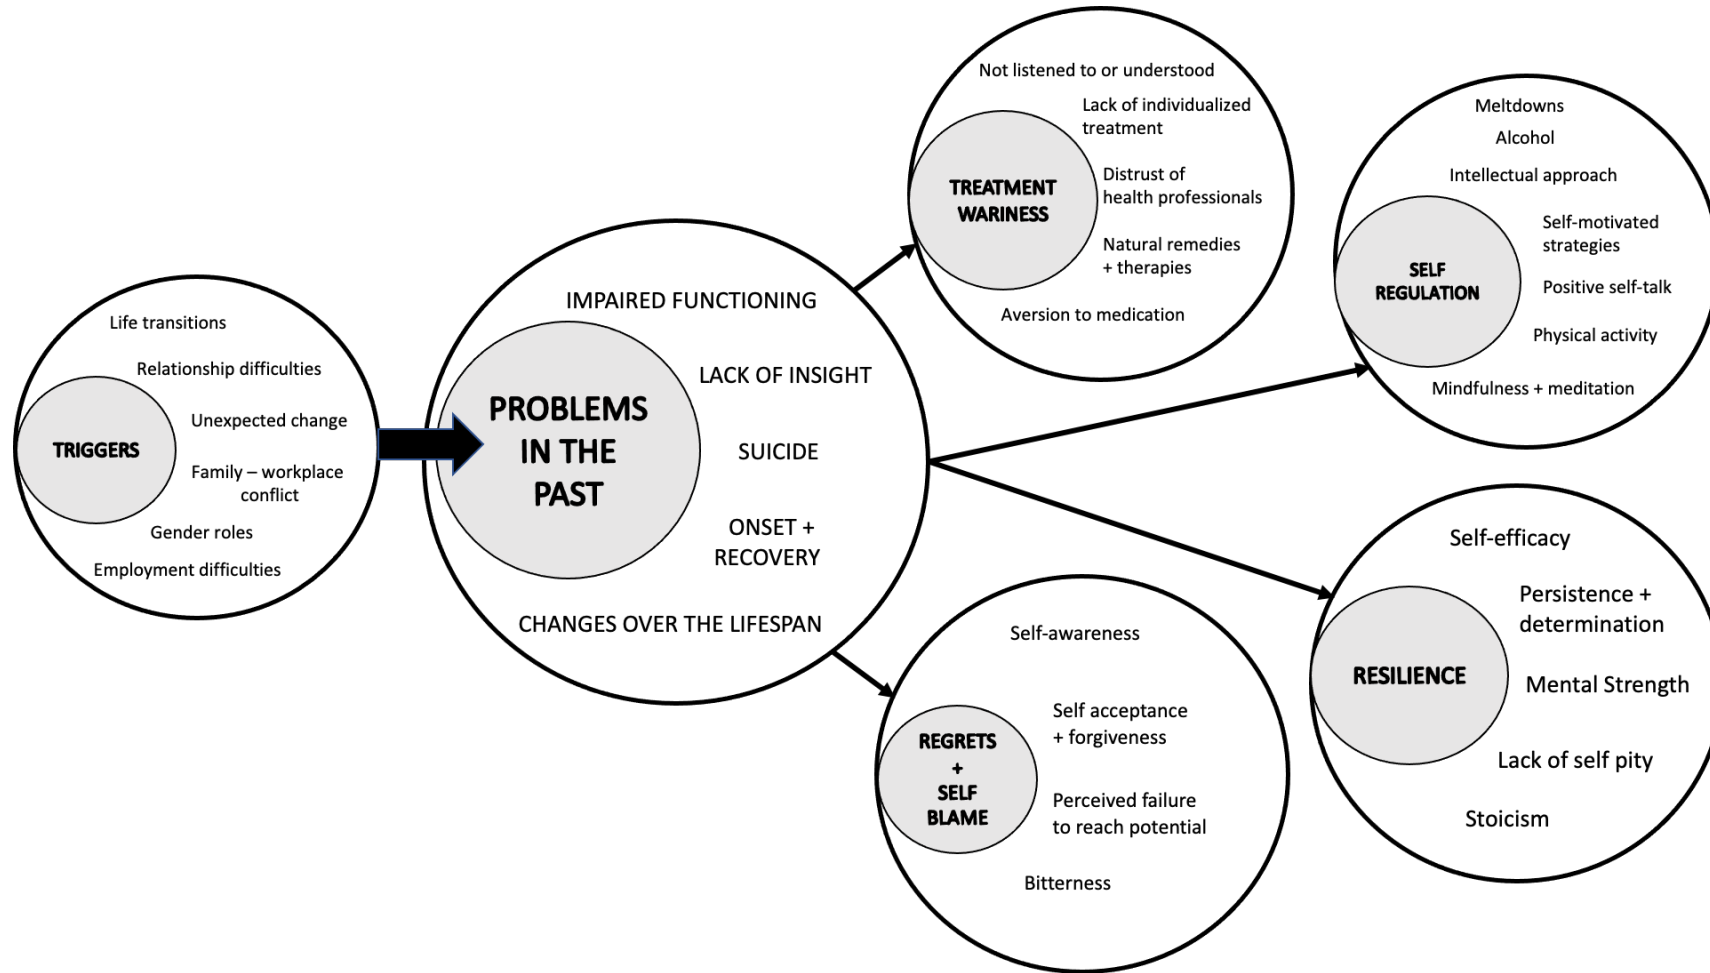 TRIGGERS
Life transitions
Relationship difficulties
Unexpected change
Family – workplace
conflict
Gender roles
Employment difficulties
PROBLEMS
IN THE
PAST
IMPAIRED FUNCTIONING
LACK OF INSIGHT
SUICIDE
ONSET +
RECOVERY
CHANGES OVER THE LIFESPAN
TREATMENT
WARINESS
Not listened to or understood
Lack of individualized
treatment
Distrust of
health professionals
Natural remedies
+ therapies
Aversion to medication
SELF
REGULATION
Meltdowns
Alcohol
Intellectual approach
Self-motivated
strategies
Positive self-talk
Physical activity
Mindfulness + meditation
REGRETS
+
SELF
BLAME
Self-awareness
Self acceptance
+ forgiveness
Perceived failure
to reach potential
Bitterness
RESILIENCE
Self-efficacy
Persistence +
determination
Mental Strength
Lack of self pity
Stoicism